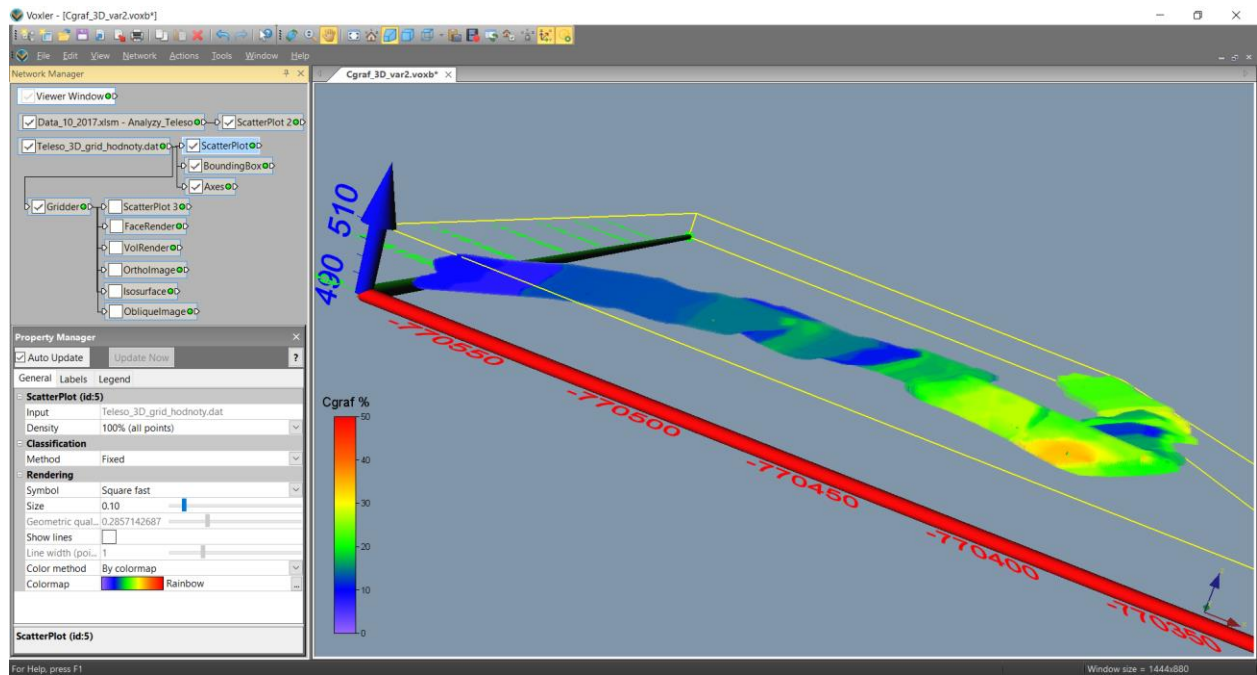 Voxler - [Cgraf_3D_var2.voxb*]
File Edit View Network Actions Tools Window Help
Network Manager
Viewer Window
Data_10_2017.xlsm - Analyzy_Teleso
ScatterPlot 2
Teleso_3D_grid_hodnoty.dat
ScatterPlot
BoundingBox
Axes
Gridder
ScatterPlot 3
FaceRender
VolRender
OrthoImage
Isosurface
ObliqueImage
Property Manager
Auto Update
Update Now
?
General Labels Legend
ScatterPlot (id:5)
Input Teleso_3D_grid_hodnoty.dat
Density 100% (all points)
Classification
Method Fixed
Rendering
Symbol Square fast
Size 0.10
Geometric qual... 0.2857142687
Show lines
Line width (poi... 1
Color method By colormap
Colormap Rainbow ...
ScatterPlot (id:5)
For Help, press F1
Cgraf_3D_var2.voxb*
510
490
-770550
-770500
-770450
-770400
-770350
Cgraf %
50
40
30
20
10
0
Window size = 1444x880